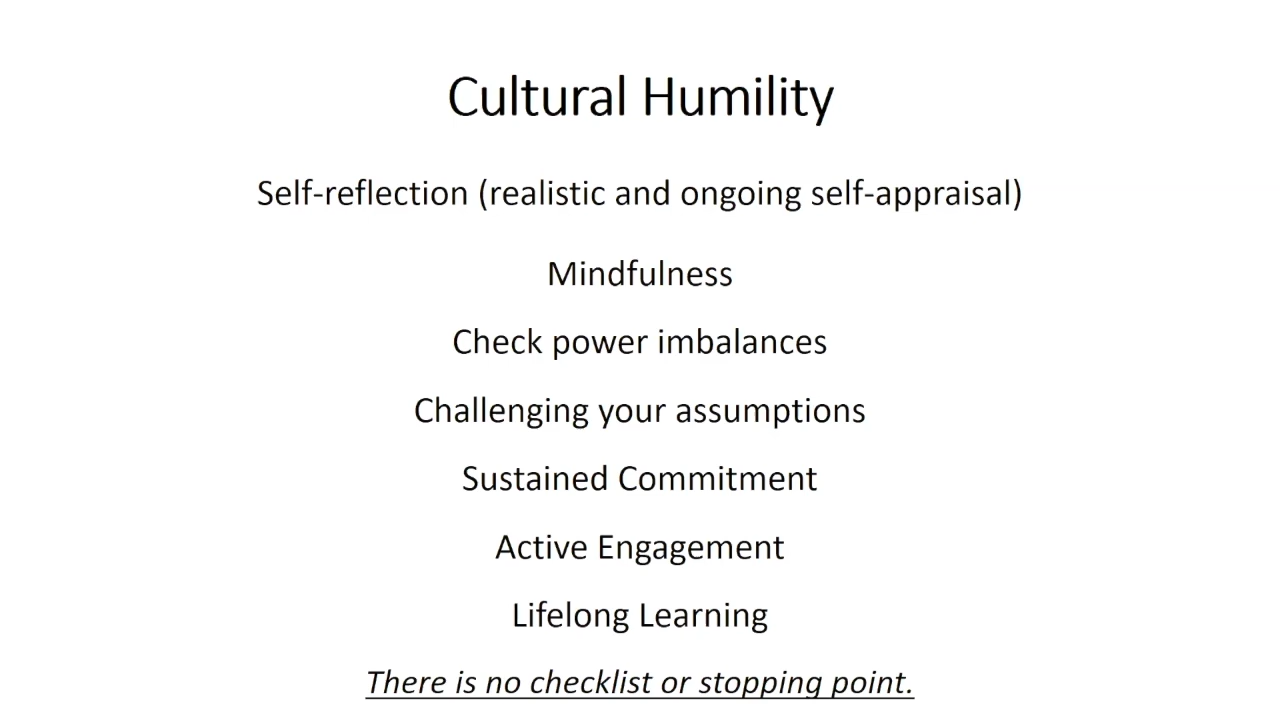 Cultural Humility
Self-reflection (realistic and ongoing self-appraisal)
Mindfulness
Check power imbalances
Challenging your assumptions
Sustained Commitment
Active Engagement
Lifelong Learning
There is no checklist or stopping point.